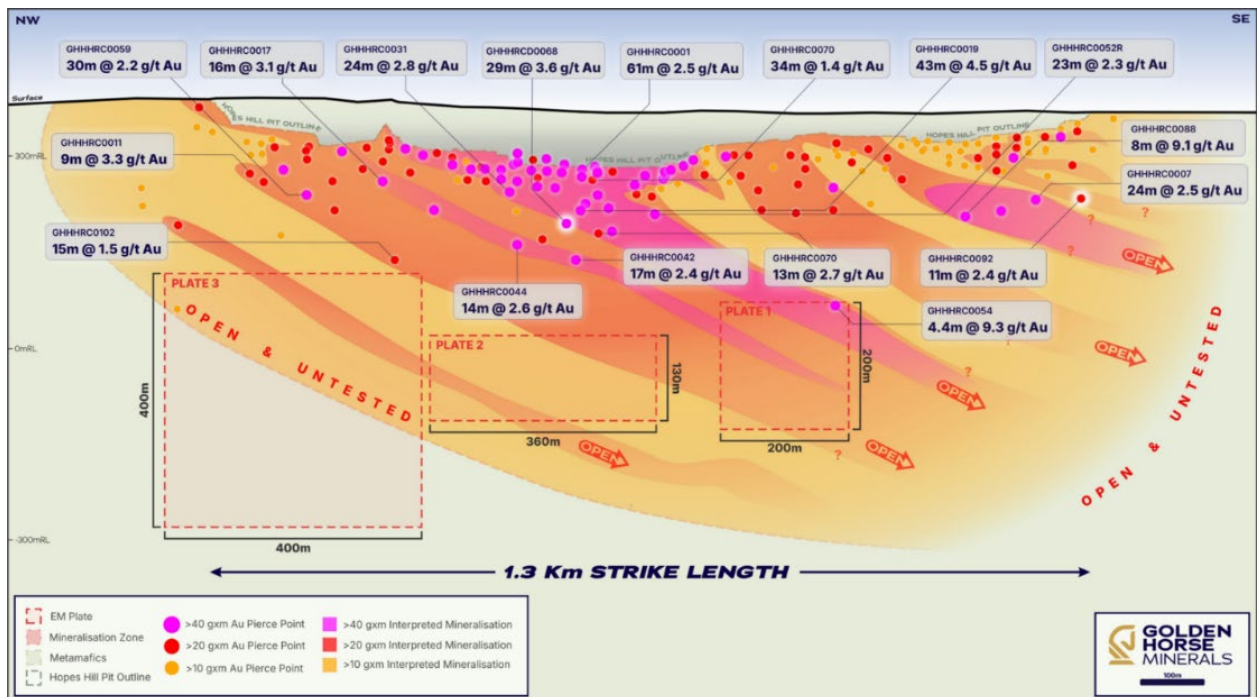 NW
SE
GHHHRC0059
30m @ 2.2 g/t Au
GHHHRC0017
16m @ 3.1 g/t Au
GHHHRC0031
24m @ 2.8 g/t Au
GHHHRCD0068
29m @ 3.6 g/t Au
GHHHRC0001
61m @ 2.5 g/t Au
GHHHRC0070
34m @ 1.4 g/t Au
GHHHRC0019
43m @ 4.5 g/t Au
GHHHRC0052R
23m @ 2.3 g/t Au
Surface
HOPES HILL PIT OUTLINE
HOPES HILL PIT OUTLINE
HOPES HILL PIT OUTLINE
GHHHRC0011
9m @ 3.3 g/t Au
300mRL
GHHHRC0088
8m @ 9.1 g/t Au
GHHHRC0007
24m @ 2.5 g/t Au
?
?
?
GHHHRC0102
15m @ 1.5 g/t Au
GHHHRC0042
17m @ 2.4 g/t Au
GHHHRC0070
13m @ 2.7 g/t Au
GHHHRC0092
11m @ 2.4 g/t Au
OPEN
GHHHRC0044
14m @ 2.6 g/t Au
GHHHRC0054
4.4m @ 9.3 g/t Au
PLATE 3
PLATE 1
PLATE 2
0mRL
OPEN & UNTESTED
OPEN & UNTESTED
400m
130m
200m
?
?
OPEN
OPEN
360m
200m
OPEN
?
OPEN
-300mRL
400m
1.3 Km STRIKE LENGTH
EM Plate
Mineralisation Zone
Metamafics
Hopes Hill Pit Outline
>40 gxm Au Pierce Point
>20 gxm Au Pierce Point
>10 gxm Au Pierce Point
>40 gxm Interpreted Mineralisation
>20 gxm Interpreted Mineralisation
>10 gxm Interpreted Mineralisation
GOLDEN
HORSE
MINERALS
100m